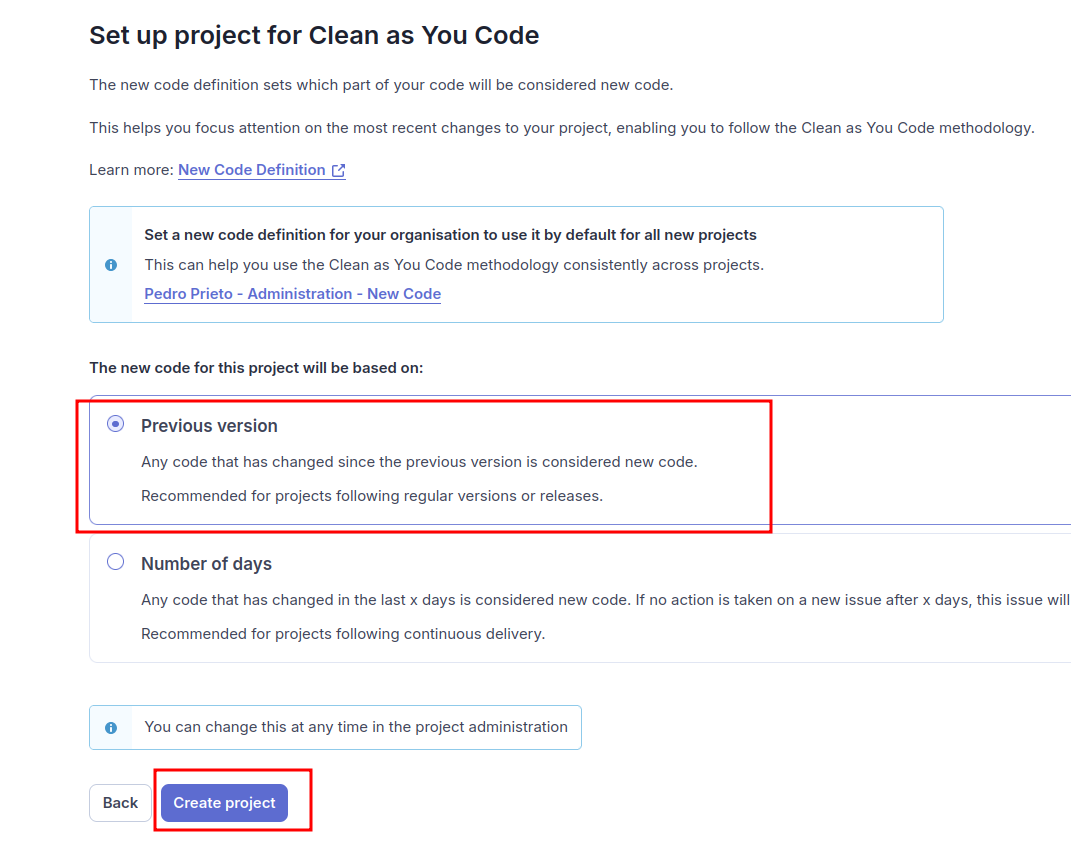 Set up project for Clean as You Code
The new code definition sets which part of your code will be considered new code.
This helps you focus attention on the most recent changes to your project, enabling you to follow the Clean as You Code methodology.
Learn more: New Code Definition
Set a new code definition for your organisation to use it by default for all new projects
This can help you use the Clean as You Code methodology consistently across projects.
Pedro Prieto - Administration - New Code
The new code for this project will be based on:
Previous version
Any code that has changed since the previous version is considered new code.
Recommended for projects following regular versions or releases.
Number of days
Any code that has changed in the last x days is considered new code. If no action is taken on a new issue after x days, this issue will
Recommended for projects following continuous delivery.
You can change this at any time in the project administration
Back
Create project